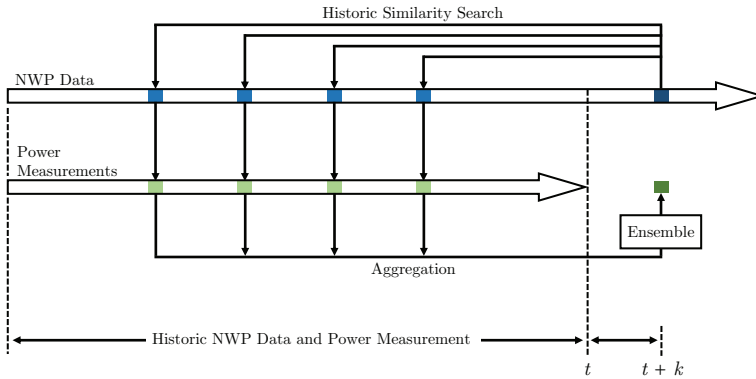 Historic Similarity Search
NWP Data
Power
Measurements
Ensemble
Aggregation
Historic NWP Data and Power Measurement
t
t + k